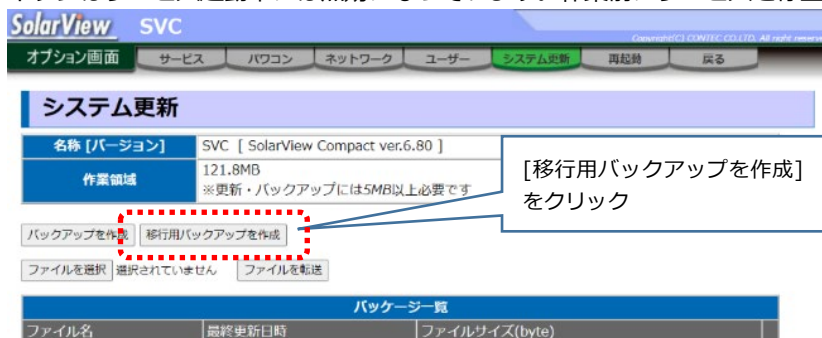 SolarView SVC
Copyright(C) CONTEC CO.,LTD. All right reserve
オプション画面 サービス パワコン ネットワーク ユーザー システム更新 再起動 戻る
システム更新
名称 [バージョン] SVC [ SolarView Compact ver.6.80 ]
作業領域 121.8MB
※更新・バックアップには5MB以上必要です
[移行用バックアップを作成]
をクリック
バックアップを作成 移行用バックアップを作成
ファイルを選択 選択されていません ファイルを転送
パッケージ一覧
ファイル名 最終更新日時 ファイルサイズ(byte)